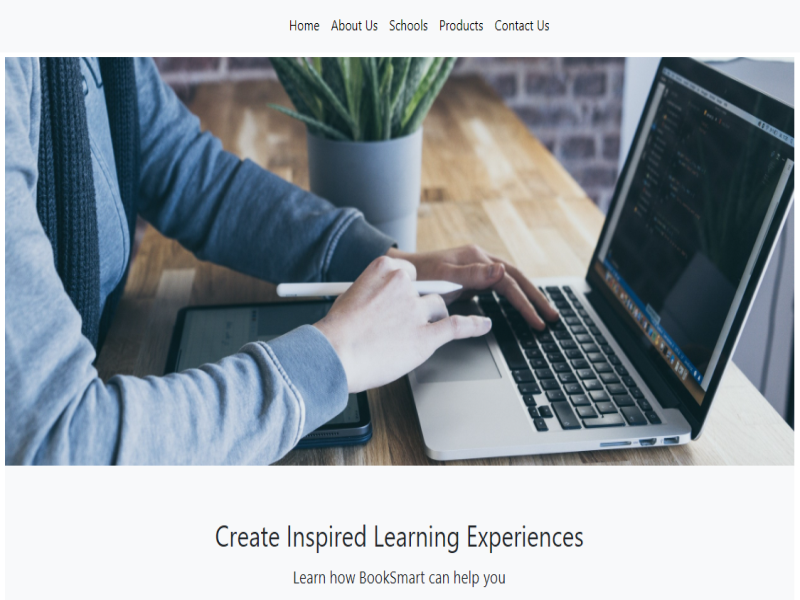 Home About Us Schools Products Contact Us
Create Inspired Learning Experiences
Learn how BookSmart can help you